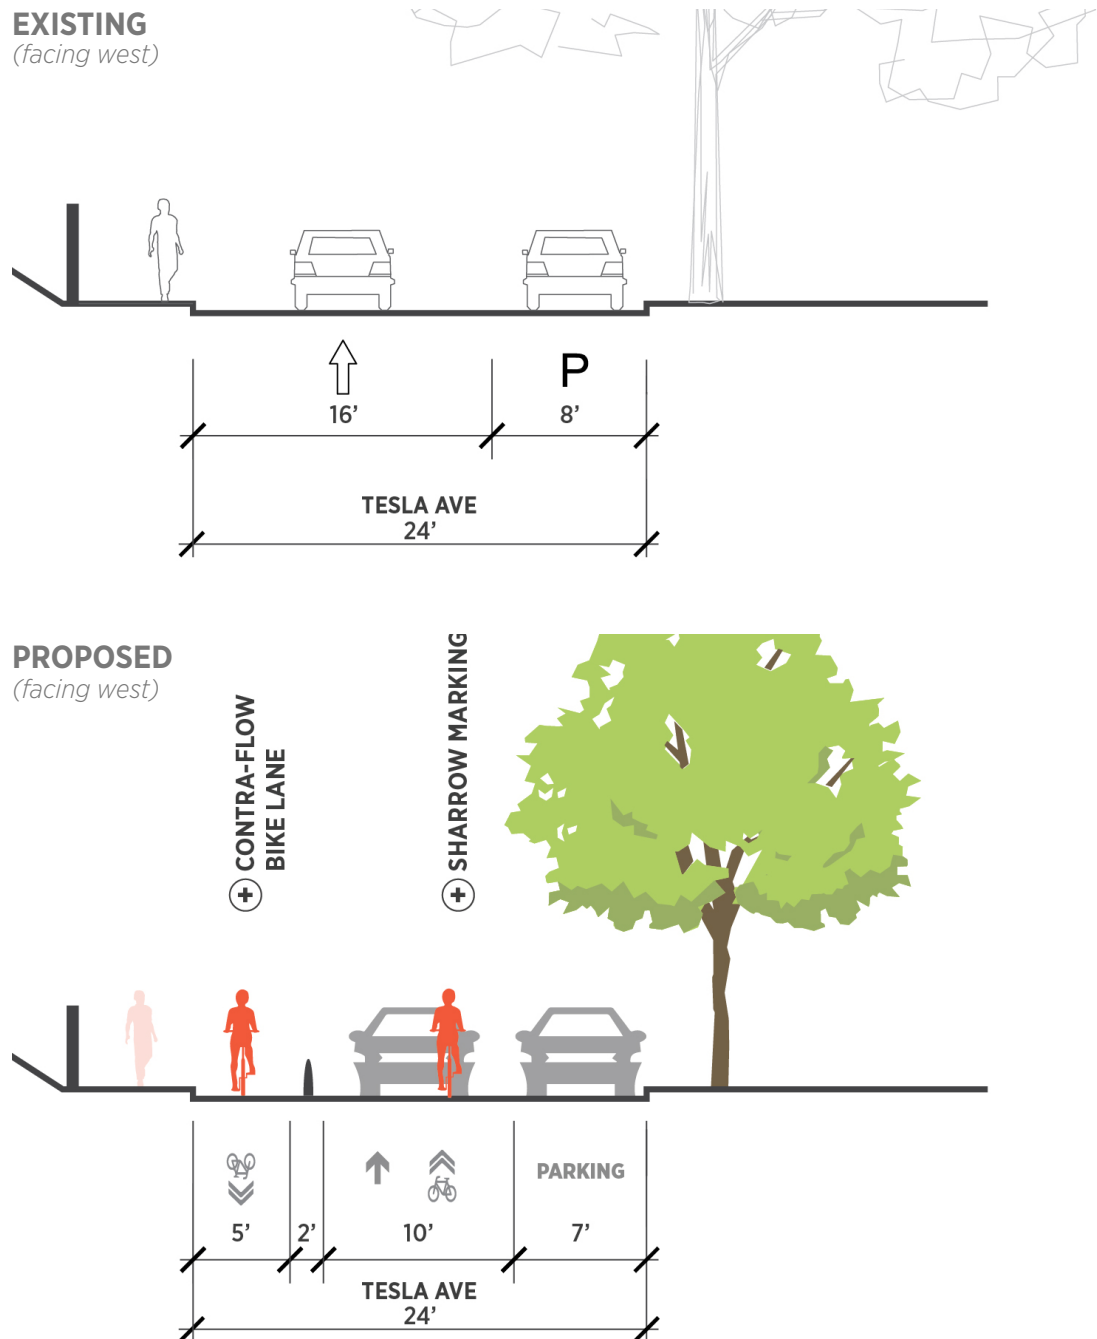 EXISTING
(facing west)
P
16’
8’
TESLA AVE
24’
PROPOSED
(facing west)
CONTRA-FLOW
BIKE LANE
SHARROW MARKING
PARKING
5’
2’
10’
7’
TESLA AVE
24’